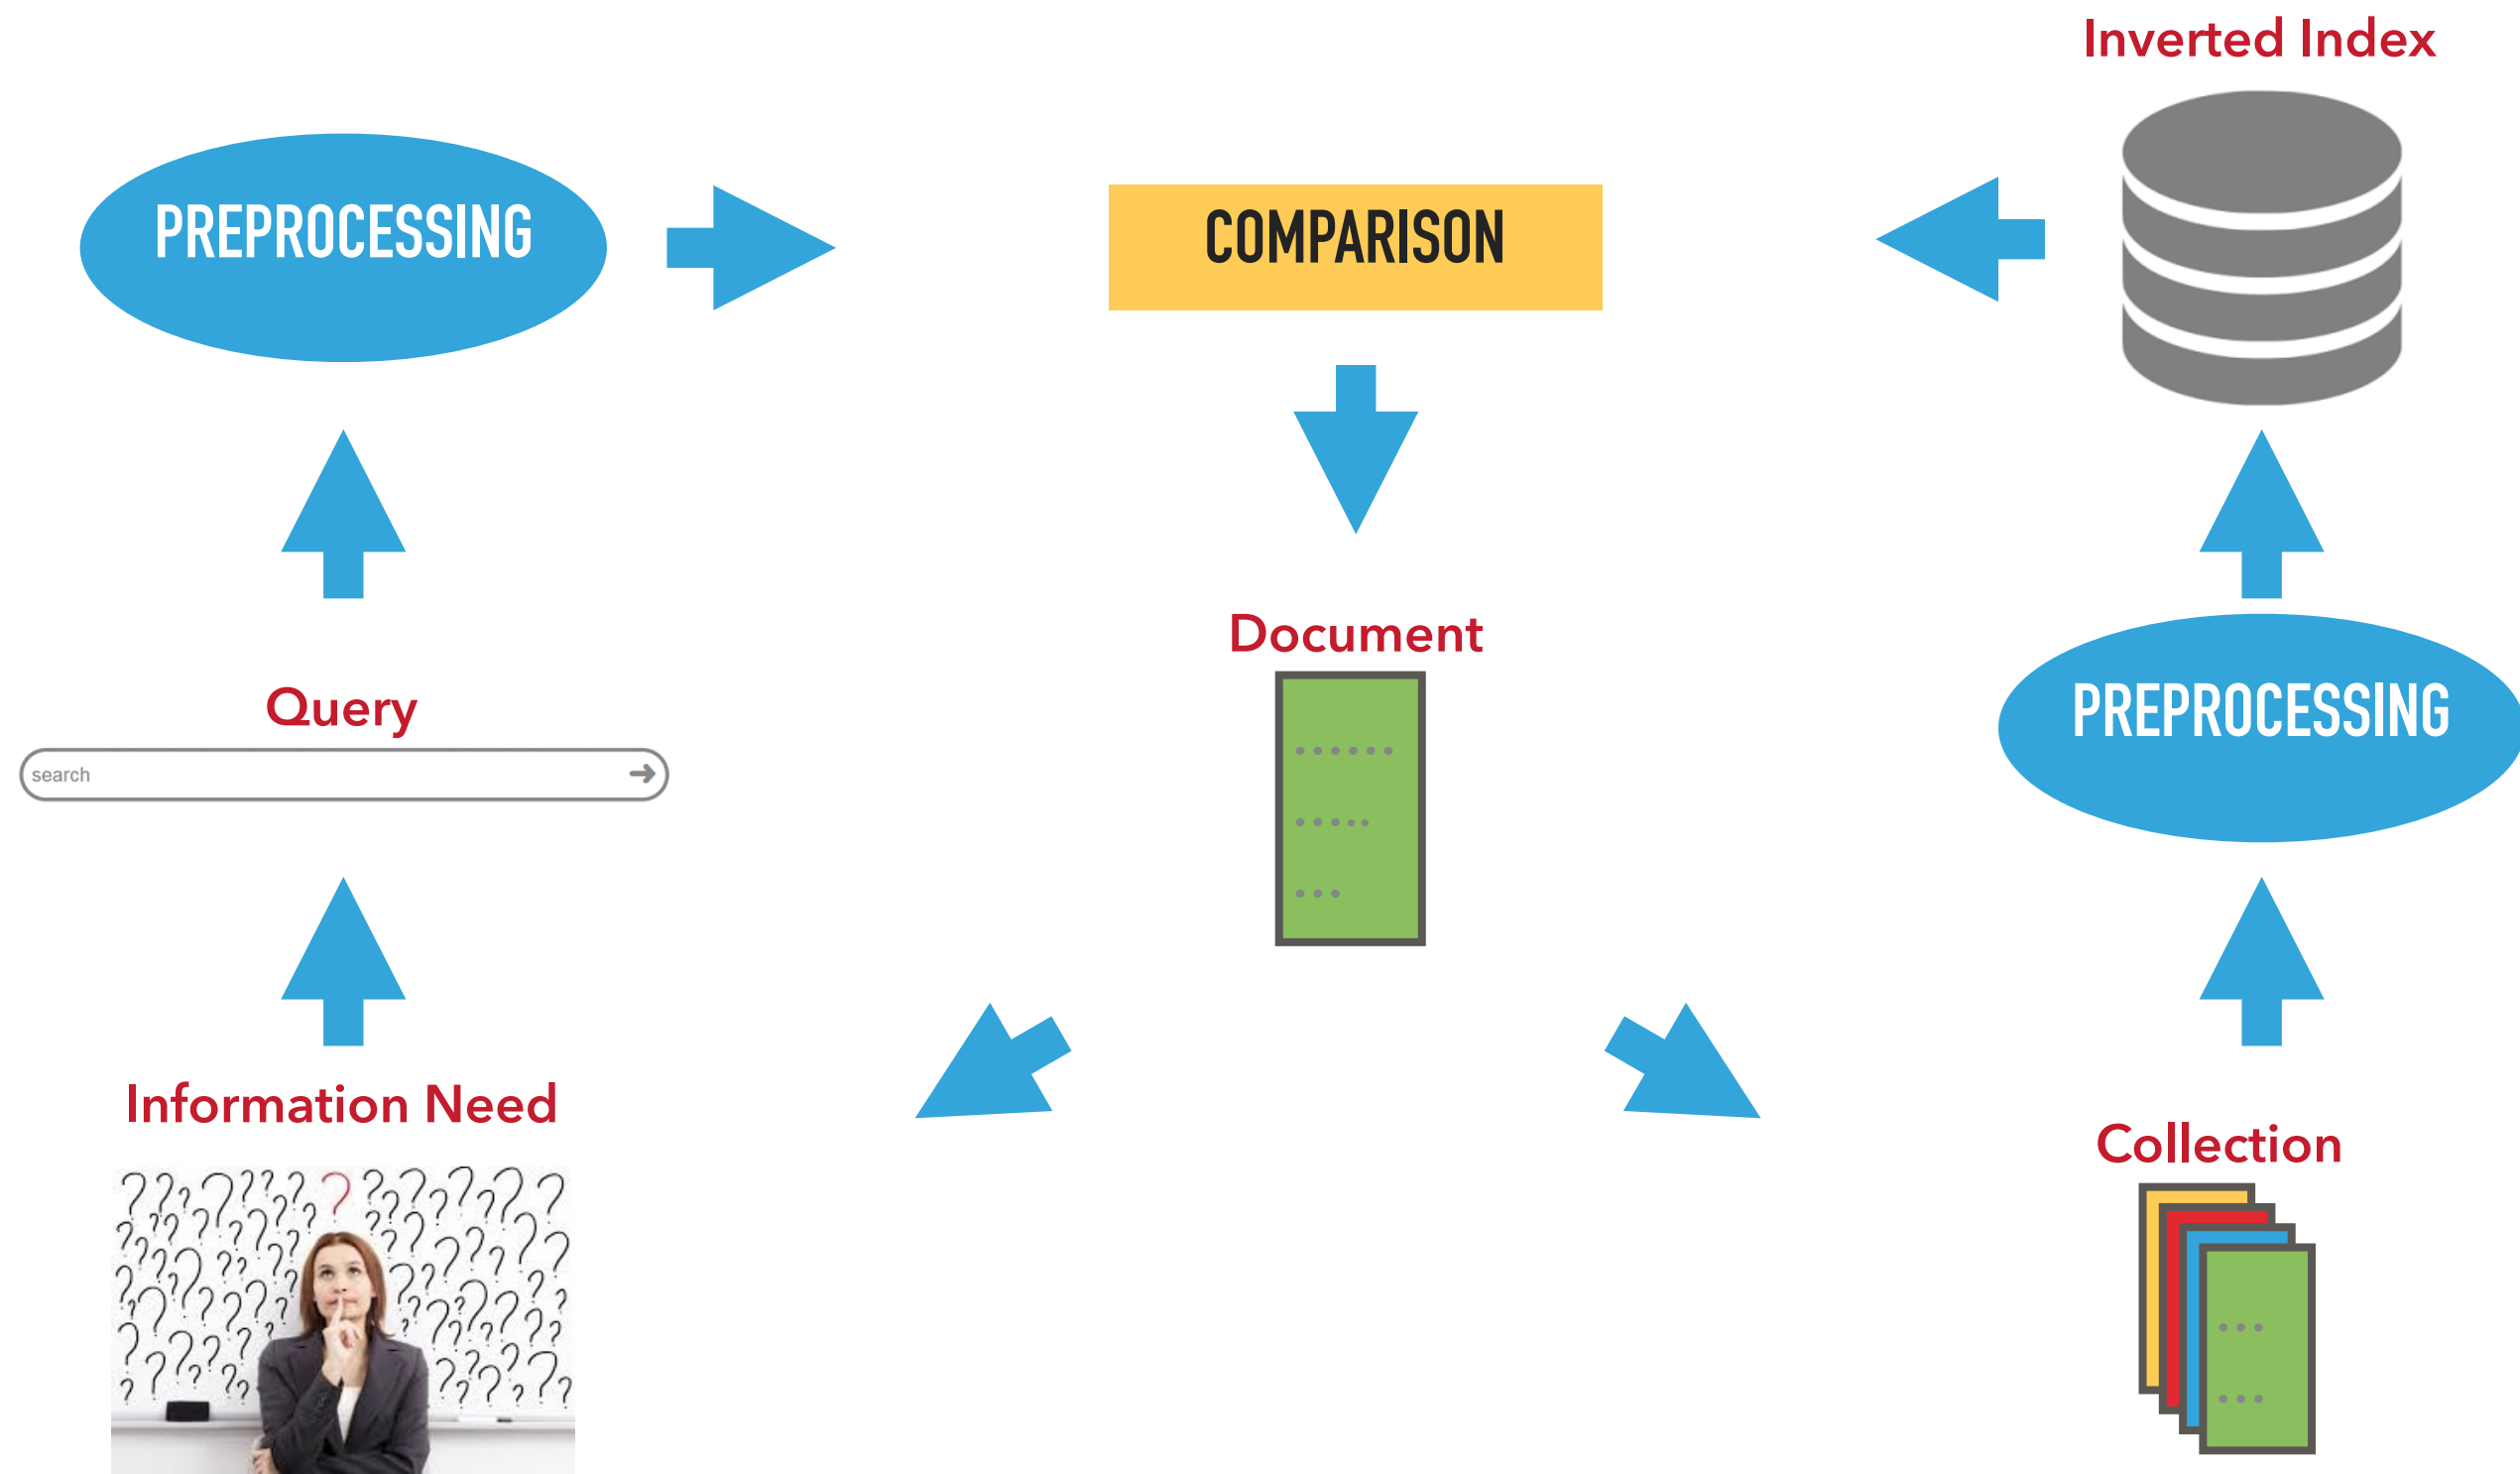 Inverted Index
PREPROCESSING
COMPARISON
Document
Query
search
PREPROCESSING
Information Need
Collection